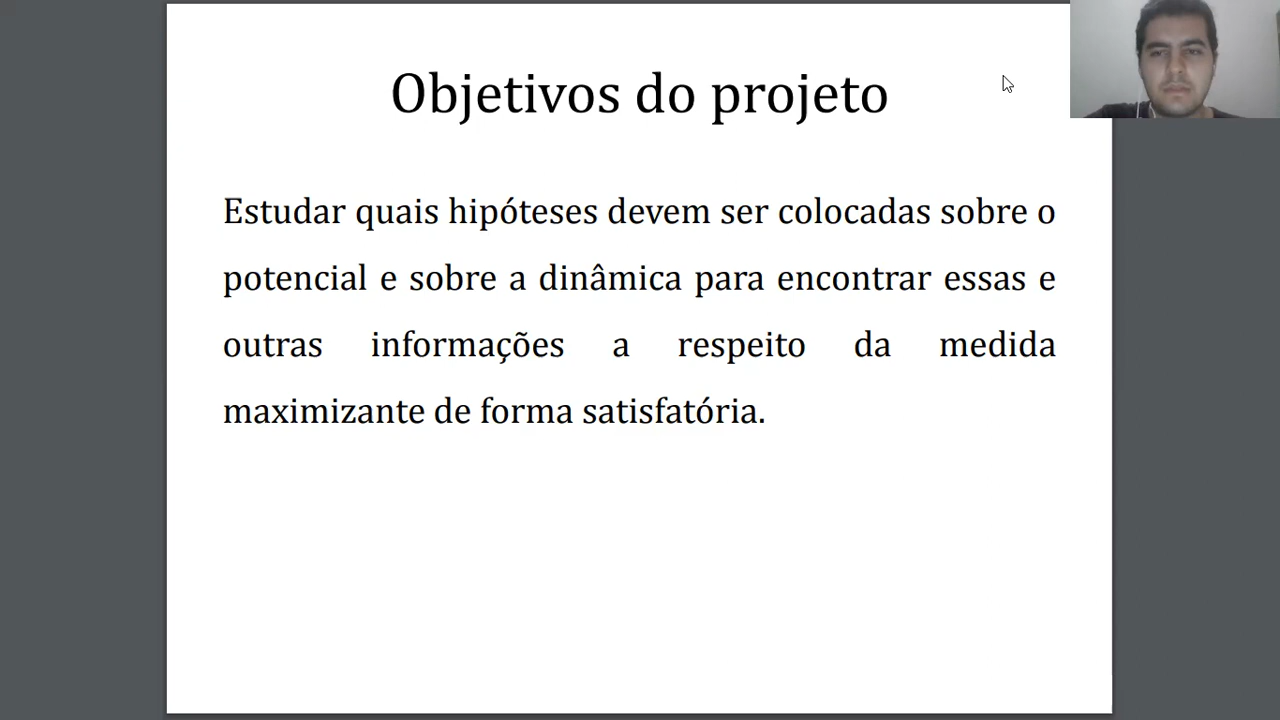 Objetivos do projeto
Estudar quais hipóteses devem ser colocadas sobre o
potencial e sobre a dinâmica para encontrar essas e
outras informações a respeito da medida
maximizante de forma satisfatória.